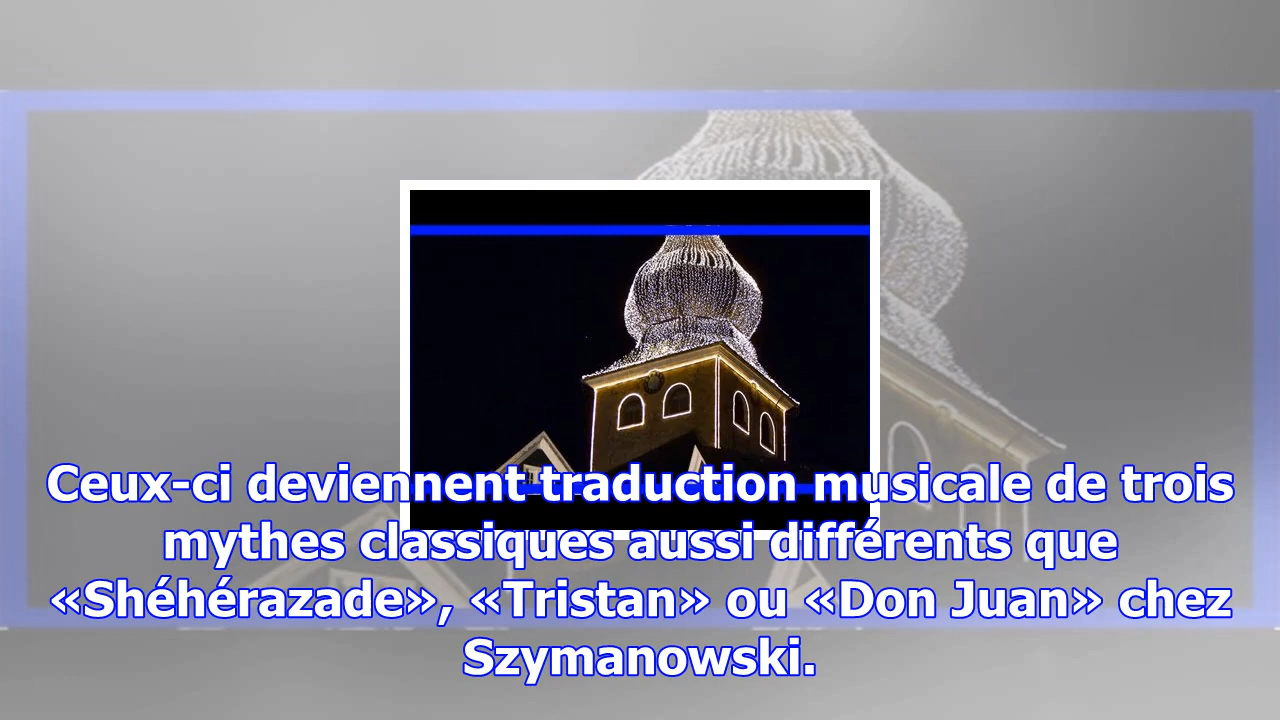 Ceux-ci deviennent traduction musicale de trois
mythes classiques aussi différents que
«Shéhérazade», «Tristan» ou «Don Juan» chez
Szymanowski.